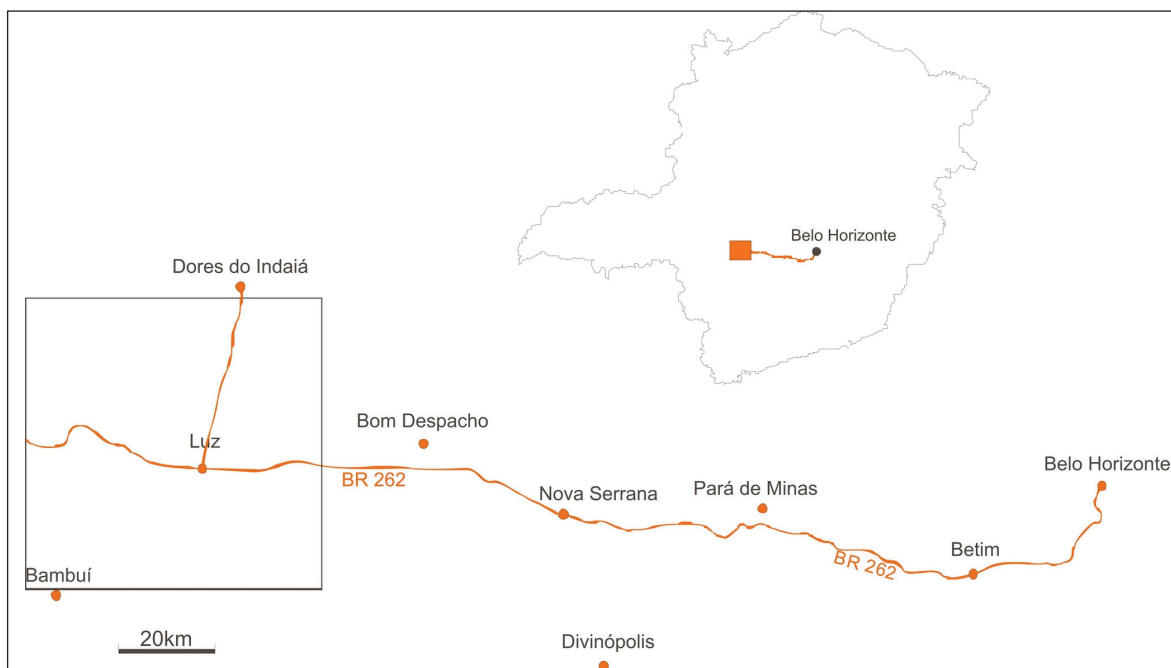 Belo Horizonte
Dores do Indaiá
Bom Despacho
Luz
BR 262
Belo Horizonte
Nova Serrana
Pará de Minas
Betim
BR 262
Bambuí
20km
Divinópolis